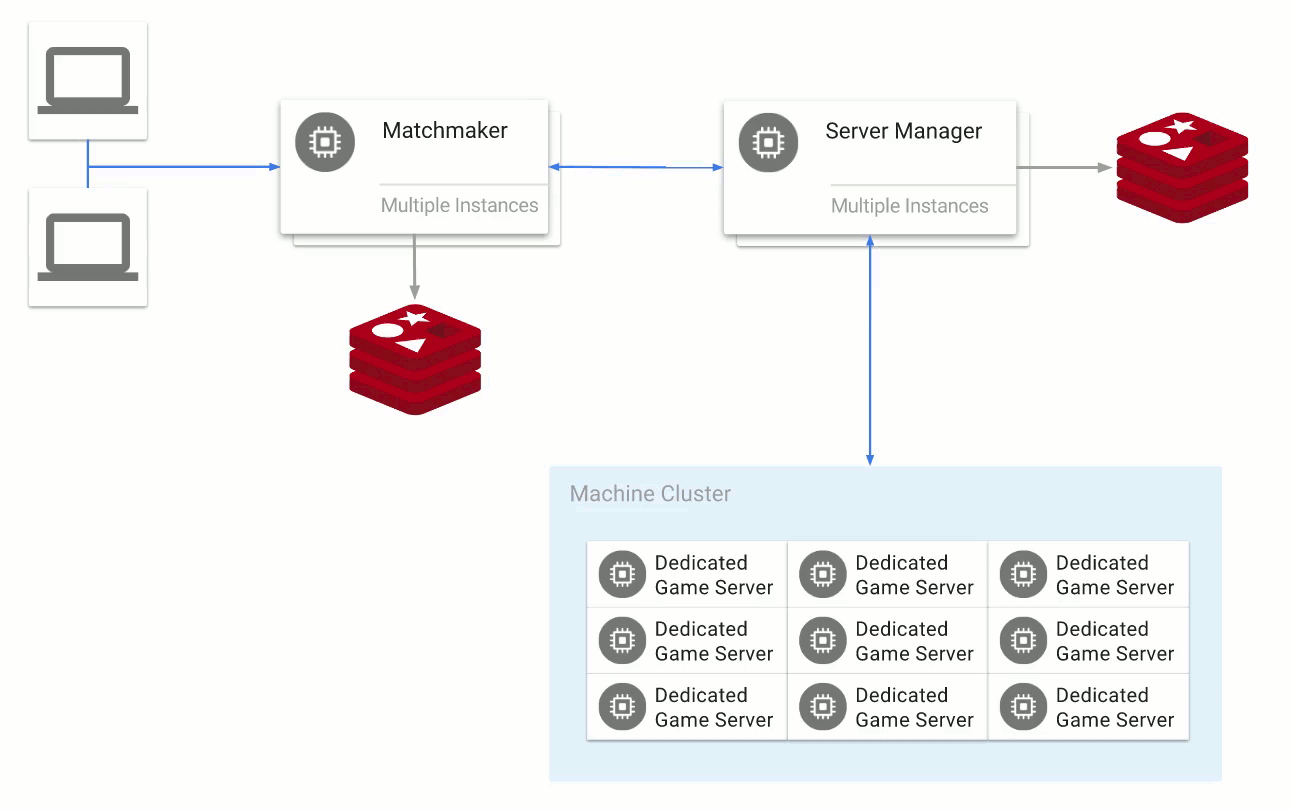 Matchmaker
Multiple Instances
Server Manager
Multiple Instances
Machine Cluster
Dedicated
Game Server
Dedicated
Game Server
Dedicated
Game Server
Dedicated
Game Server
Dedicated
Game Server
Dedicated
Game Server
Dedicated
Game Server
Dedicated
Game Server
Dedicated
Game Server